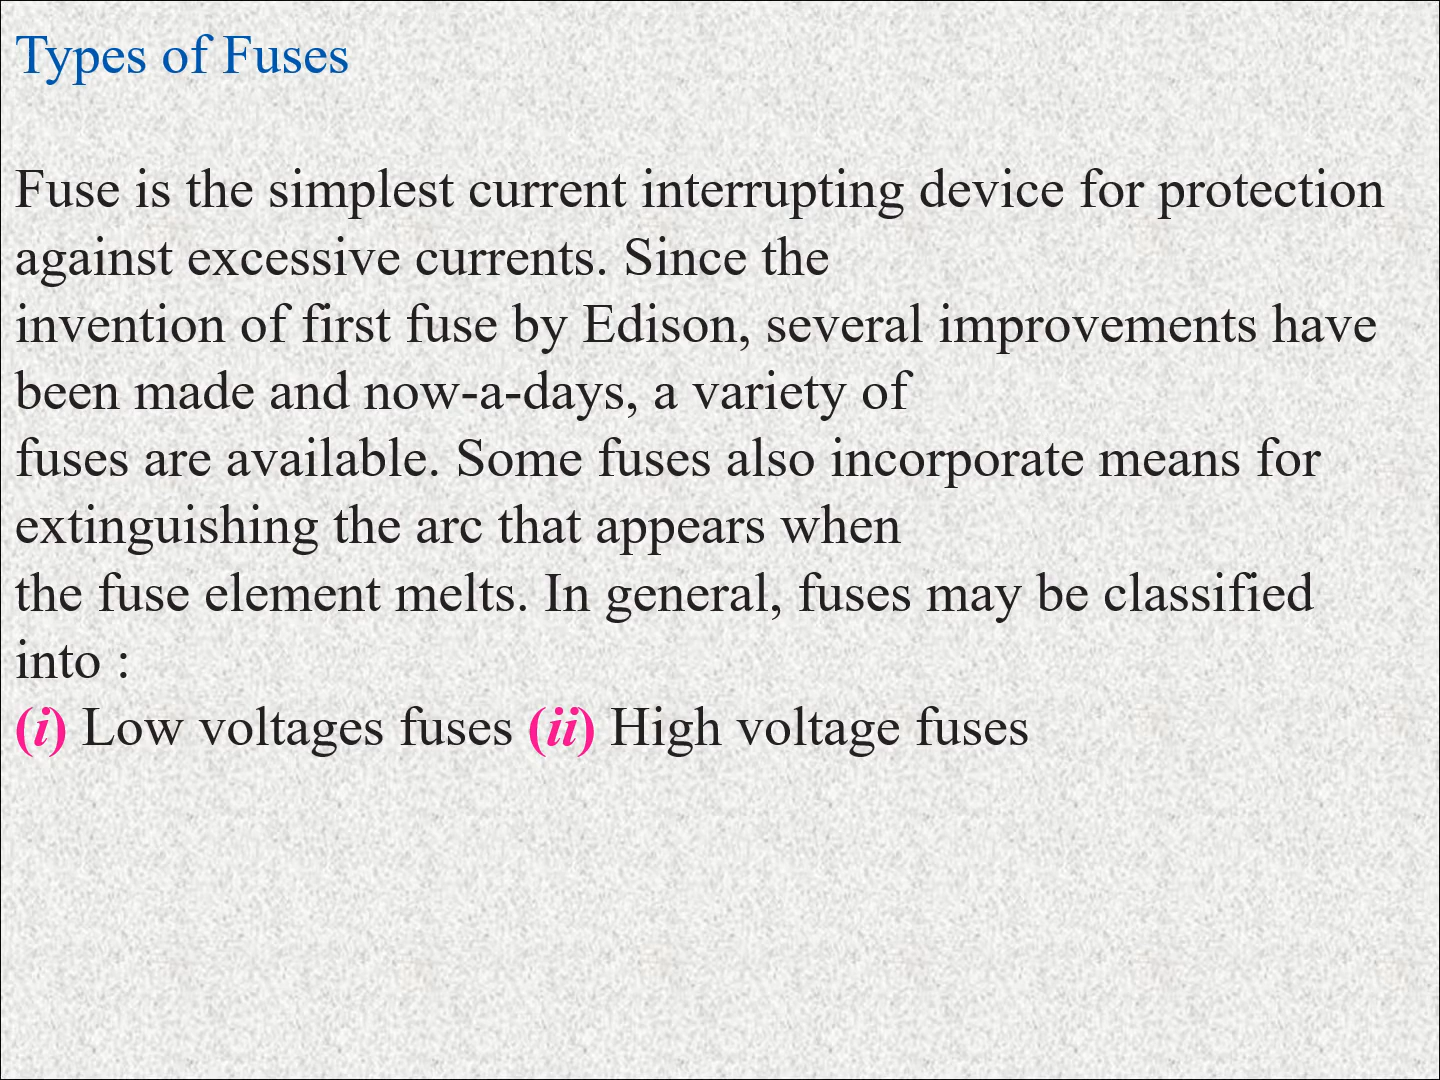 Types of Fuses
Fuse is the simplest current interrupting device for protection
against excessive currents. Since the
invention of first fuse by Edison, several improvements have
been made and now-a-days, a variety of
fuses are available. Some fuses also incorporate means for
extinguishing the arc that appears when
the fuse element melts. In general, fuses may be classified
into :
(i) Low voltages fuses (ii) High voltage fuses